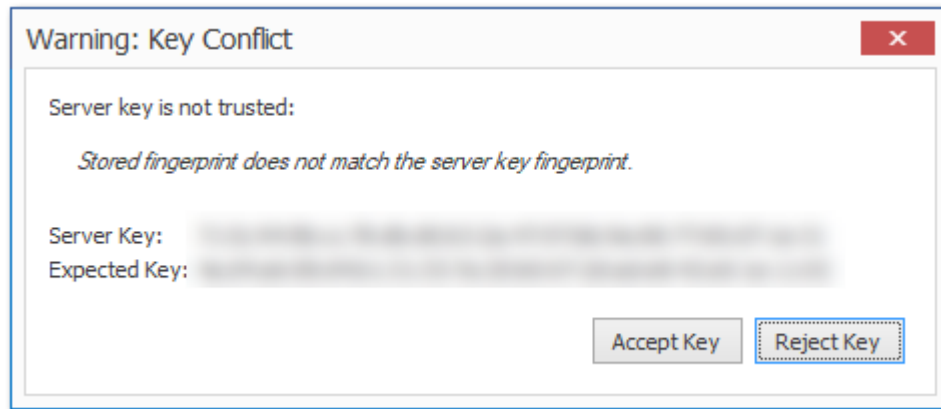 Warning: Key Conflict
Server key is not trusted:
Stored fingerprint does not match the server key fingerprint.
Server Key:
Expected Key:
Accept Key
Reject Key